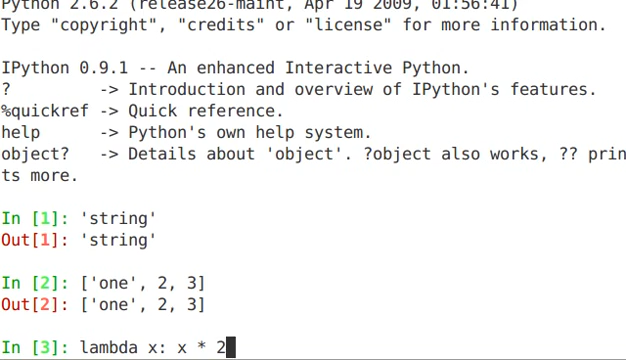 Python 2.6.2 (release26-maint, Apr 19 2009, 01:56:41)
Type "copyright", "credits" or "license" for more information.
IPython 0.9.1 -- An enhanced Interactive Python.
?         -> Introduction and overview of IPython's features.
%quickref -> Quick reference.
help      -> Python's own help system.
object?   -> Details about 'object'. ?object also works, ?? prin
ts more.
In [1]: 'string'
Out[1]: 'string'
In [2]: ['one', 2, 3]
Out[2]: ['one', 2, 3]
In [3]: lambda x: x * 2